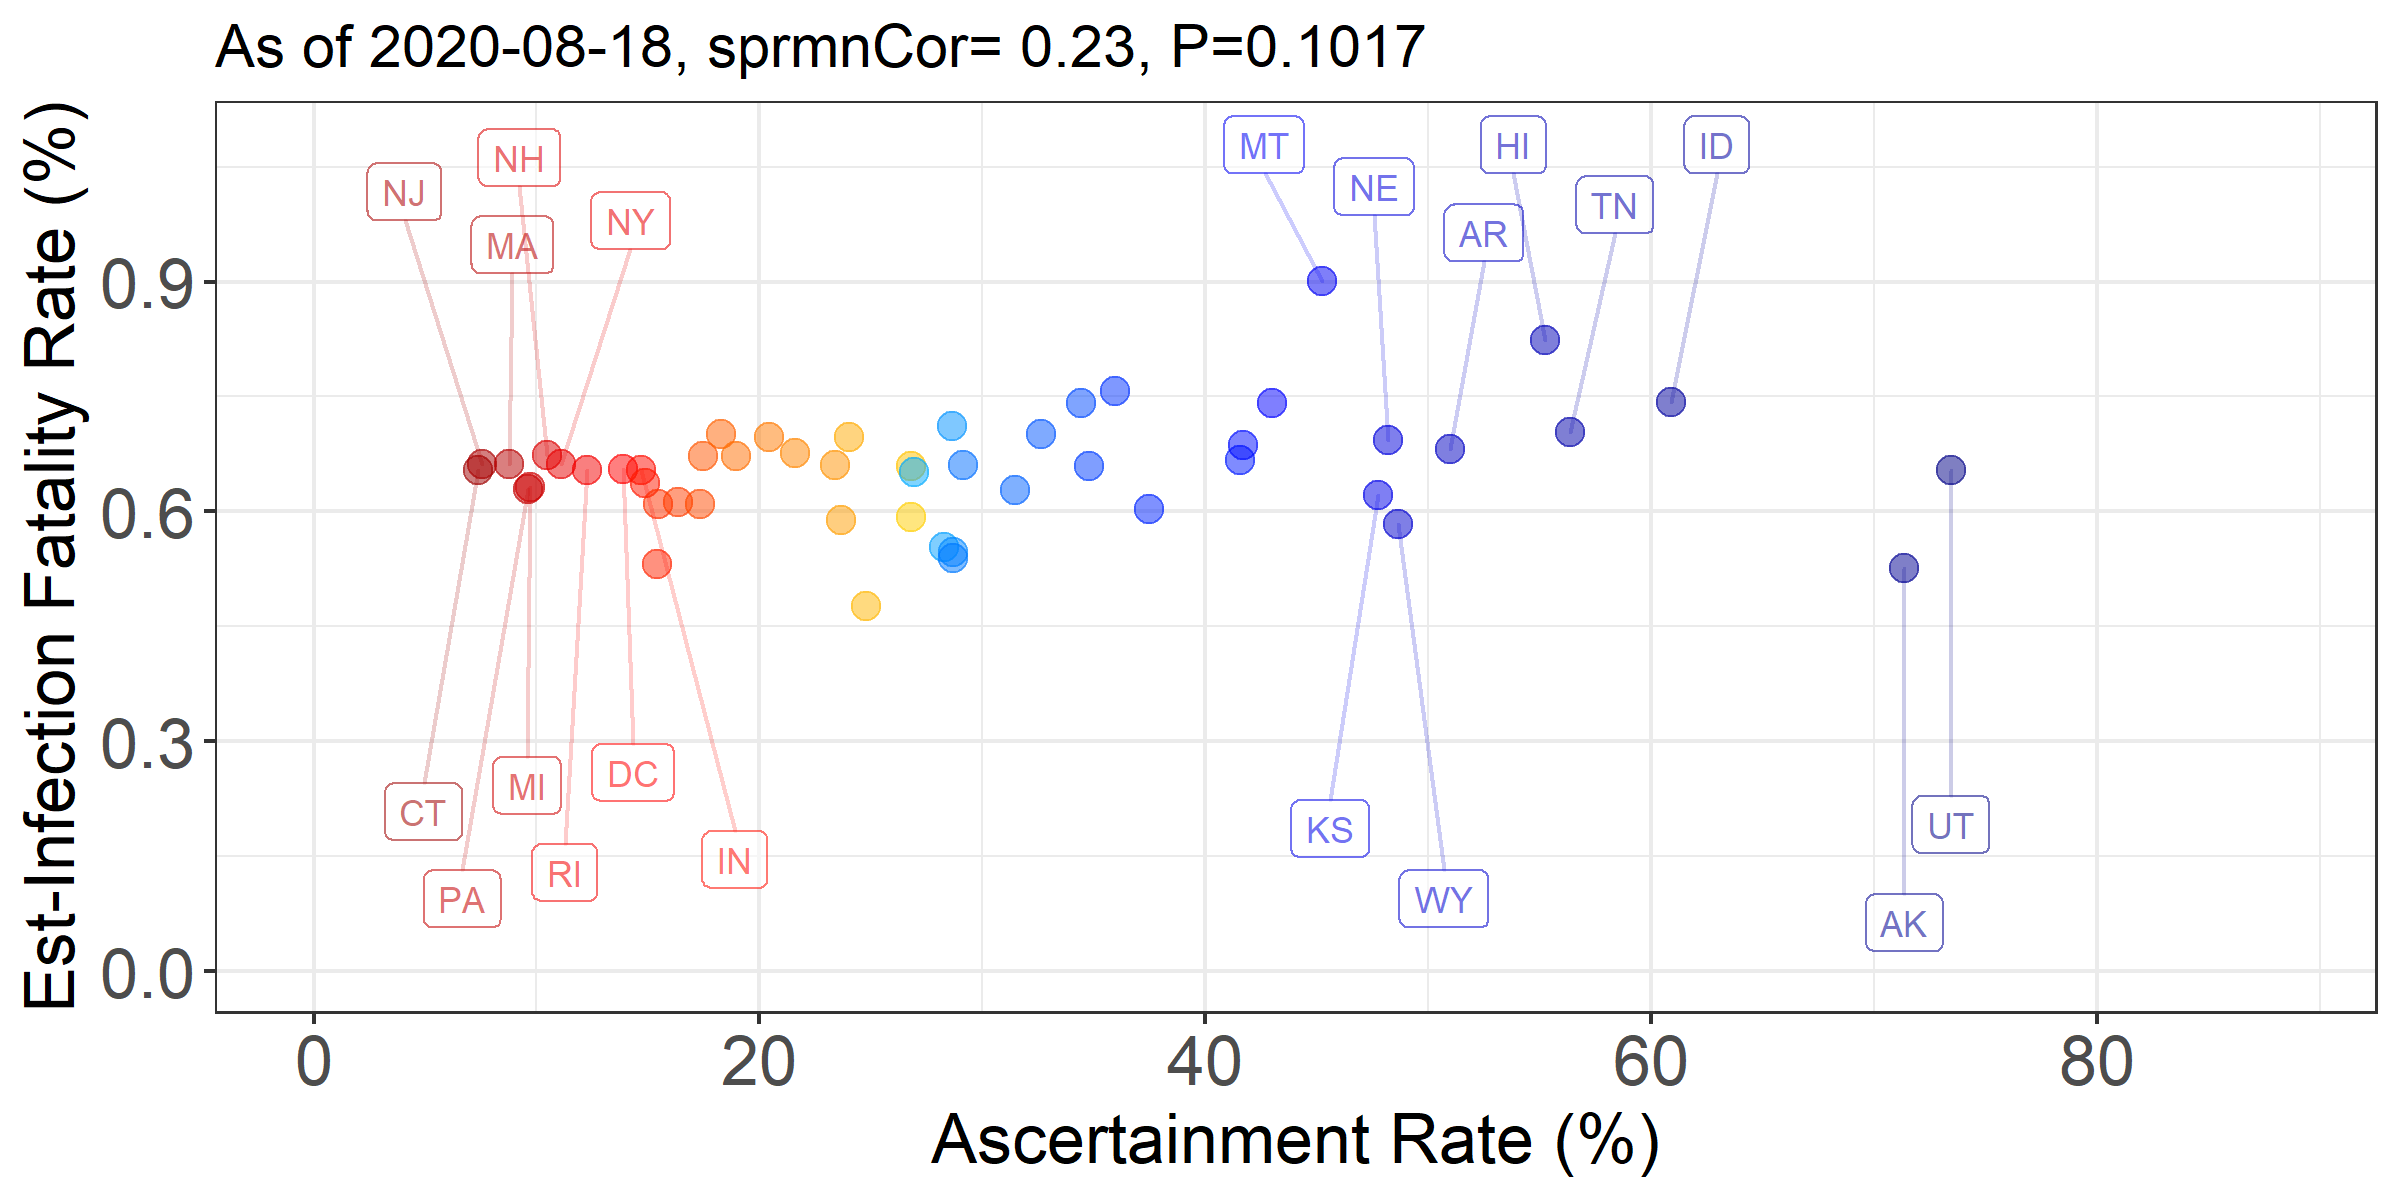 As of 2020-08-18, sprmnCor= 0.23, P=0.1017
Est-Infection Fatality Rate (%)
0.9
0.6
0.3
0.0
NJ
NH
MA
NY
MT
NE
AR
HI
TN
ID
CT
PA
MI
RI
DC
IN
KS
WY
AK
UT
0
20
40
60
80
Ascertainment Rate (%)